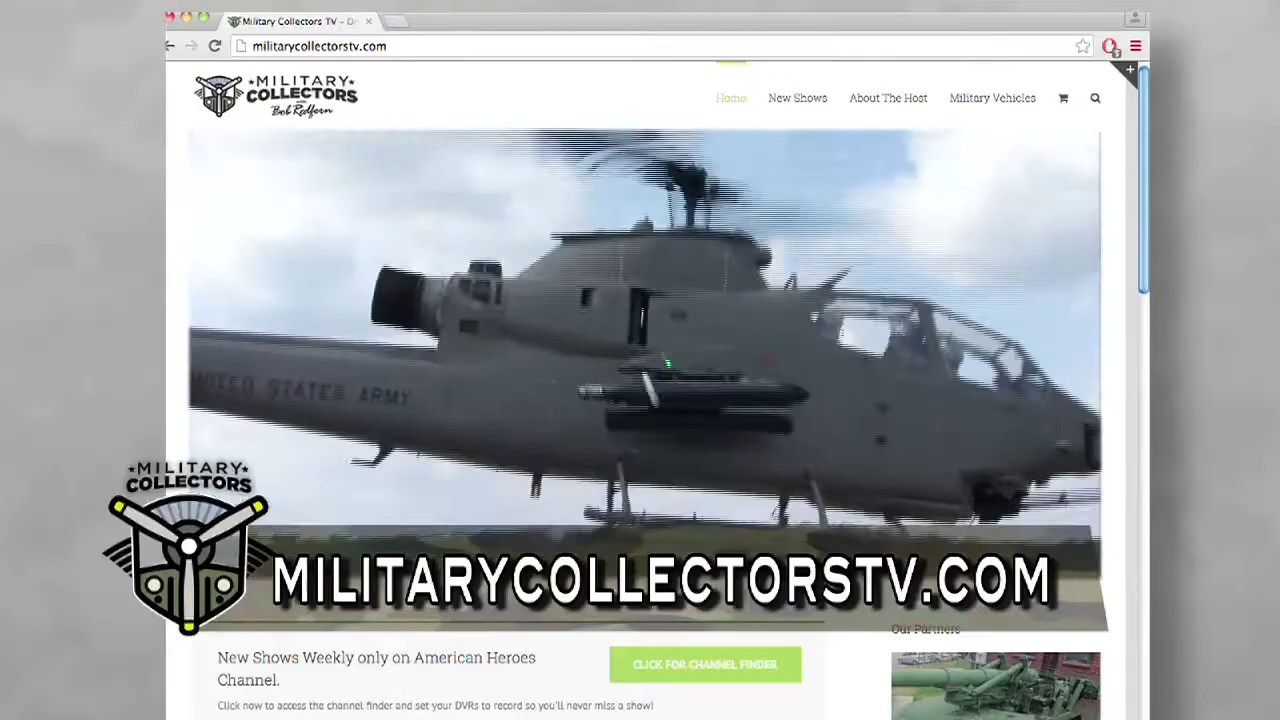 Military Collectors TV – On
militarycollectorstv.com
MILITARY
COLLECTORS
with
Bob Redfern
Home
New Shows
About The Host
Military Vehicles
UNITED STATES ARMY
MILITARY
COLLECTORS
MILITARYCOLLECTORSTV.COM
Our Partners
New Shows Weekly only on American Heroes
Channel.
CLICK FOR CHANNEL FINDER
Click now to access the channel finder and set your DVRs to record so you'll never miss a show!